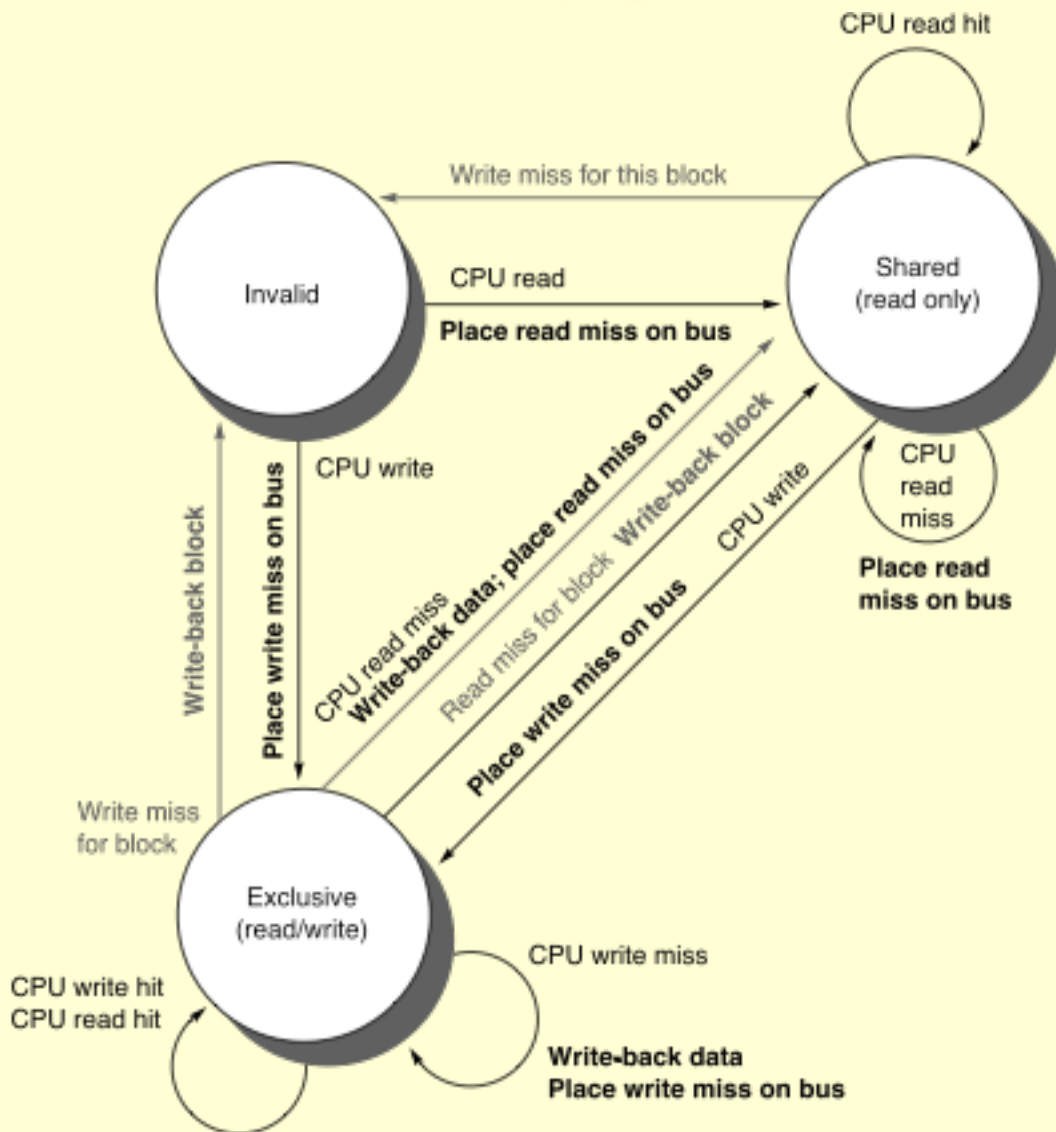 CPU read hit
Write miss for this block
Invalid
CPU read
Place read miss on bus
Shared
(read only)
CPU write
Place write miss on bus
Write-back block
CPU read miss
Write-back data; place read miss on bus
Read miss for block Write-back block
CPU write
Place write miss on bus
CPU
read
miss
Place read
miss on bus
Write miss
for block
Exclusive
(read/write)
CPU write miss
CPU write hit
CPU read hit
Write-back data
Place write miss on bus